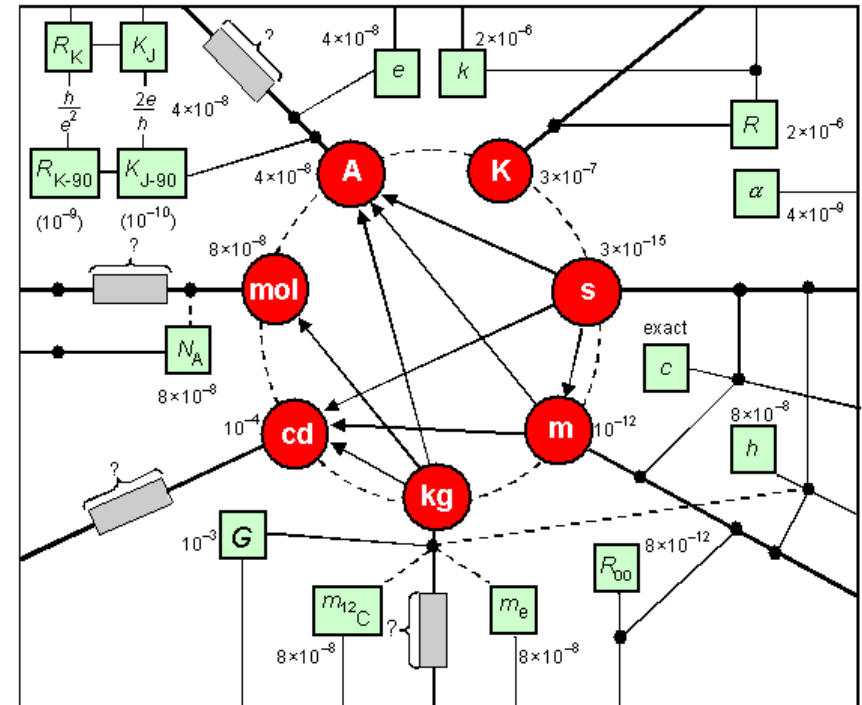 ?
4×10⁻⁸
2×10⁻⁶
R_K
K_J
e
k
h/e²
2e/h
4×10⁻⁸
R
2×10⁻⁶
R_K-90
K_J-90
(10⁻⁹)
(10⁻¹⁰)
4×10⁻⁸
A
K
3×10⁻⁷
α
4×10⁻⁹
?
8×10⁻⁸
3×10⁻¹⁵
mol
s
exact
N_A
c
8×10⁻⁸
10⁻⁴
cd
m
10⁻¹²
8×10⁻⁸
h
?
kg
10⁻³
G
8×10⁻¹²
R_oo
m_¹²C
?
m_e
8×10⁻⁸
8×10⁻⁸